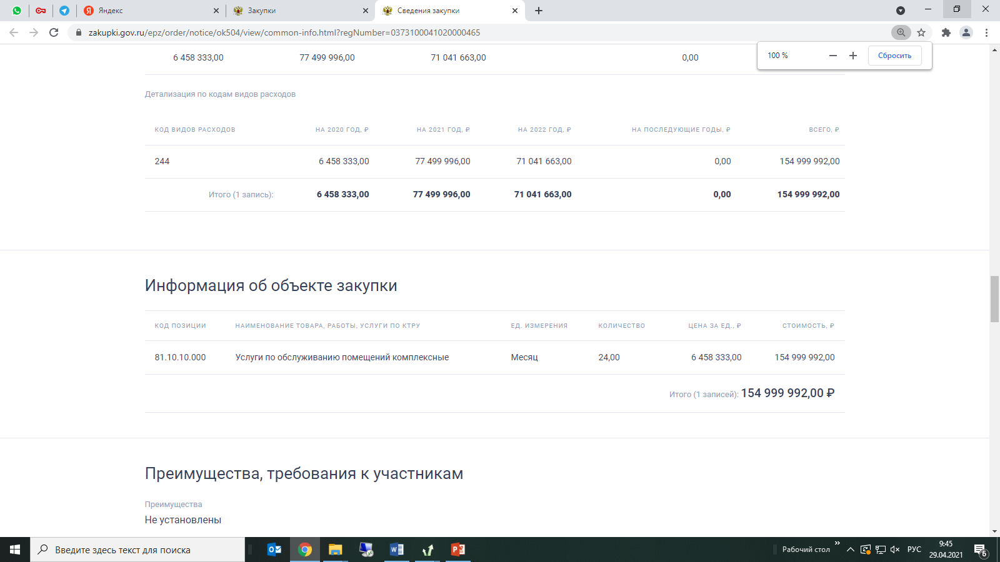 Яндекс
Закупки
Сведения закупки
zakupki.gov.ru/epz/order/notice/ok504/view/common-info.html?regNumber=0373100041020000465
100 %
Сбросить
6 458 333,00 77 499 996,00 71 041 663,00 0,00
Детализация по кодам видов расходов
КОД ВИДОВ РАСХОДОВ НА 2020 ГОД, ₽ НА 2021 ГОД, ₽ НА 2022 ГОД, ₽ НА ПОСЛЕДУЮЩИЕ ГОДЫ, ₽ ВСЕГО, ₽
244 6 458 333,00 77 499 996,00 71 041 663,00 0,00 154 999 992,00
Итого (1 запись): 6 458 333,00 77 499 996,00 71 041 663,00 0,00 154 999 992,00
Информация об объекте закупки
КОД ПОЗИЦИИ НАИМЕНОВАНИЕ ТОВАРА, РАБОТЫ, УСЛУГИ ПО КТРУ ЕД. ИЗМЕРЕНИЯ КОЛИЧЕСТВО ЦЕНА ЗА ЕД., ₽ СТОИМОСТЬ, ₽
81.10.10.000 Услуги по обслуживанию помещений комплексные Месяц 24,00 6 458 333,00 154 999 992,00
Итого (1 записей): 154 999 992,00 ₽
Преимущества, требования к участникам
Преимущества
Не установлены
Введите здесь текст для поиска
Рабочий стол
РУС
9:45
29.04.2021
6